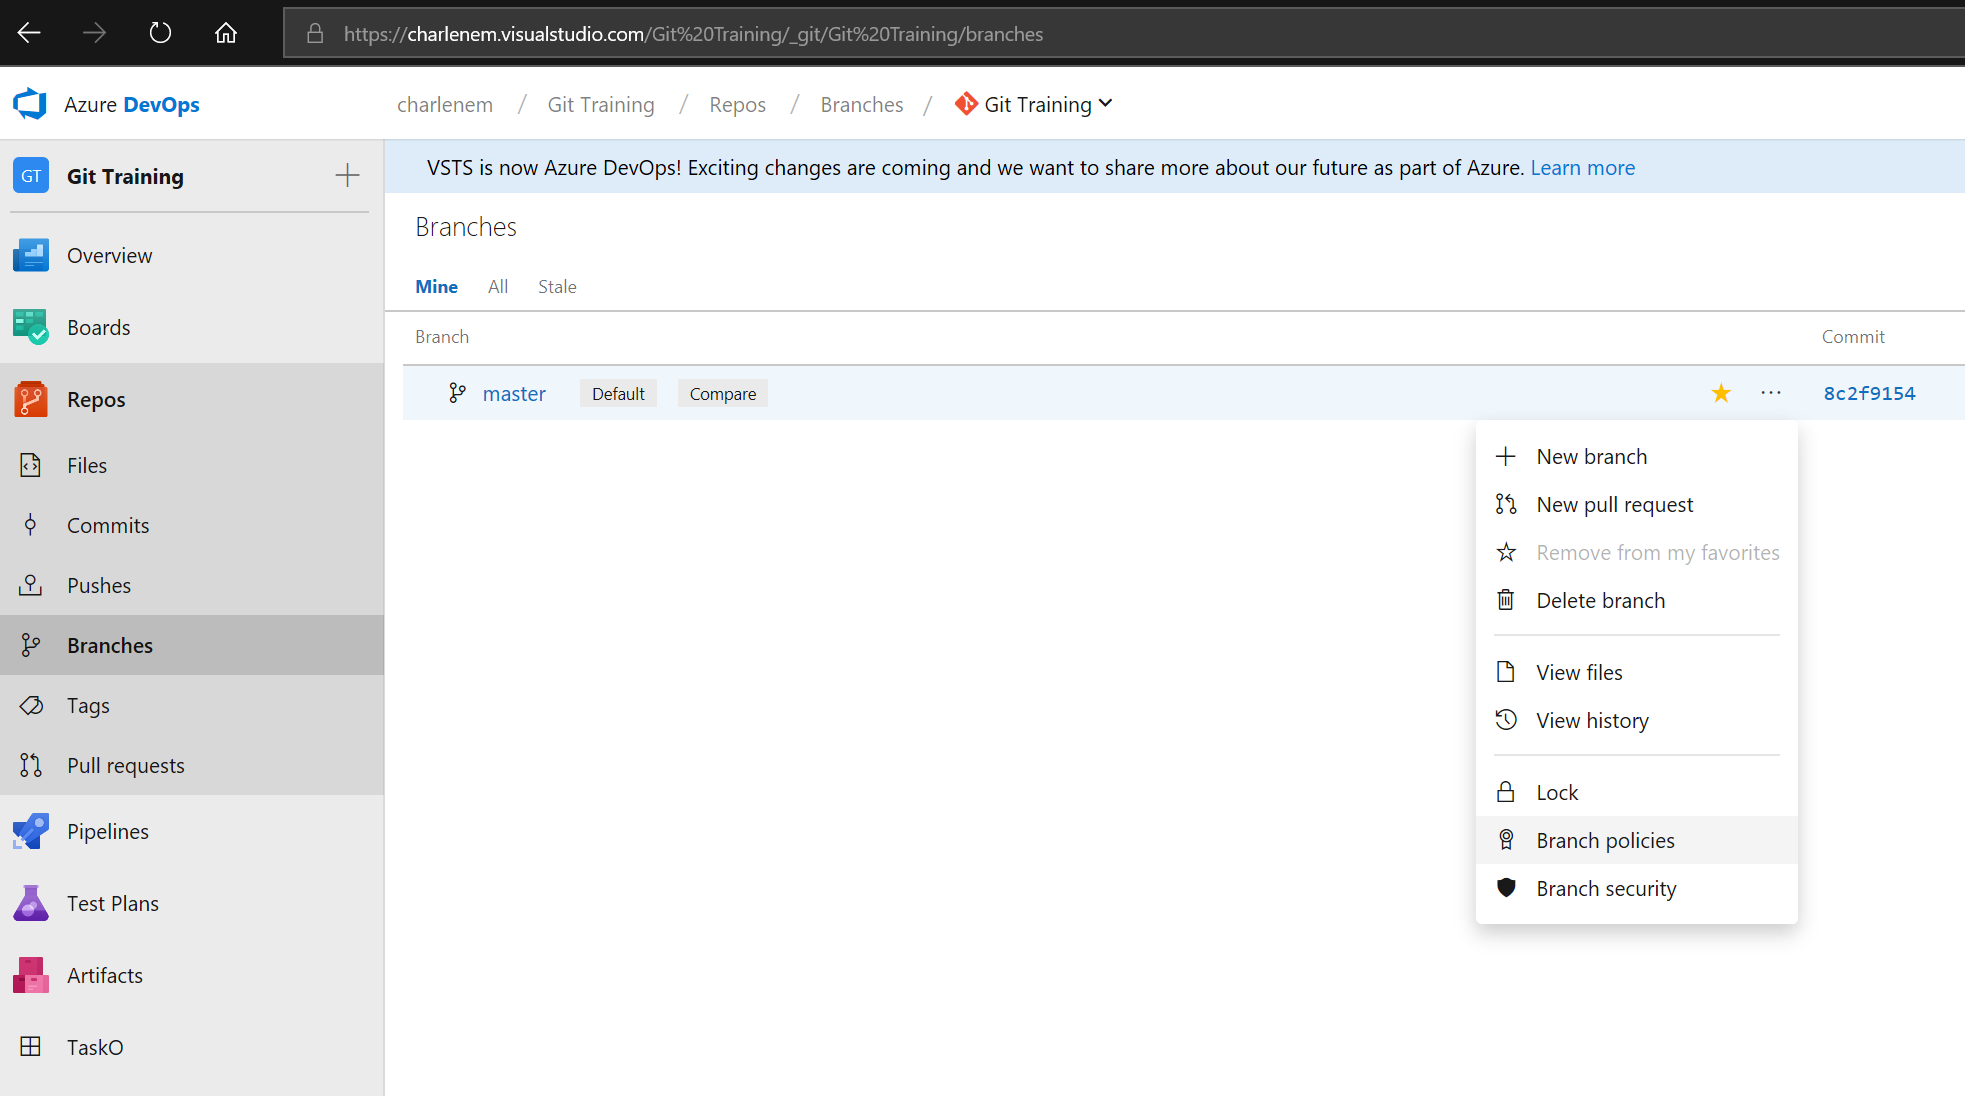 https://charlenem.visualstudio.com/Git%20Training/_git/Git%20Training/branches
Azure DevOps
charlenem / Git Training / Repos / Branches / Git Training
GT Git Training
VSTS is now Azure DevOps! Exciting changes are coming and we want to share more about our future as part of Azure. Learn more
Overview
Boards
Repos
Files
Commits
Pushes
Branches
Tags
Pull requests
Pipelines
Test Plans
Artifacts
TaskO
Branches
Mine All Stale
Branch Commit
master Default Compare ... 8c2f9154
New branch
New pull request
Remove from my favorites
Delete branch
View files
View history
Lock
Branch policies
Branch security